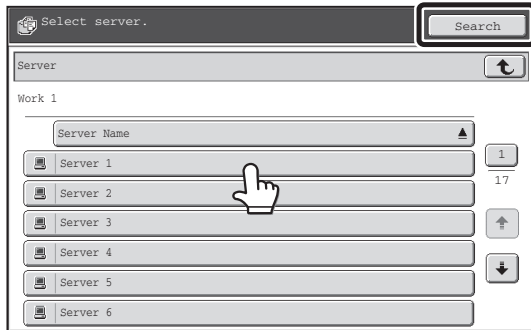 Select server.
Search
Server
Work 1
Server Name
Server 1
1
17
Server 2
Server 3
Server 4
Server 5
Server 6